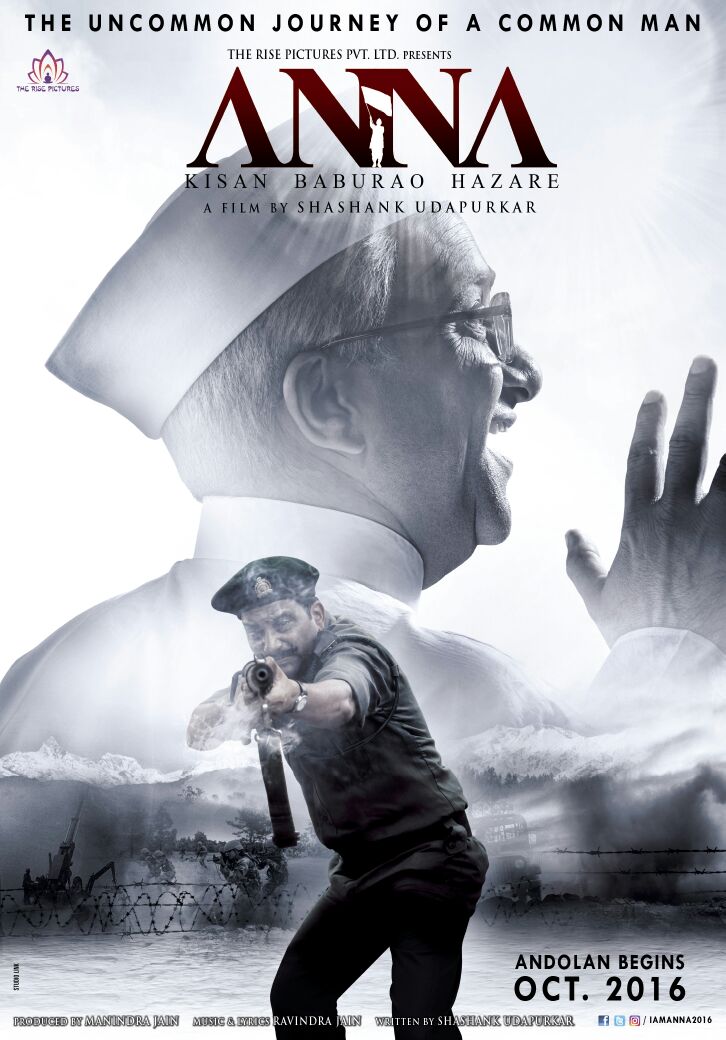 THE UNCOMMON JOURNEY OF A COMMON MAN
THE RISE PICTURES PVT. LTD. PRESENTS
THE RISE PICTURES
ANNA
KISAN BABURAO HAZARE
A FILM BY SHASHANK UDAPURKAR
ANDOLAN BEGINS
OCT. 2016
STUDIO LINK
PRODUCED BY MANINDRA JAIN MUSIC & LYRICS RAVINDRA JAIN WRITTEN BY SHASHANK UDAPURKAR
/ IAMANNA2016